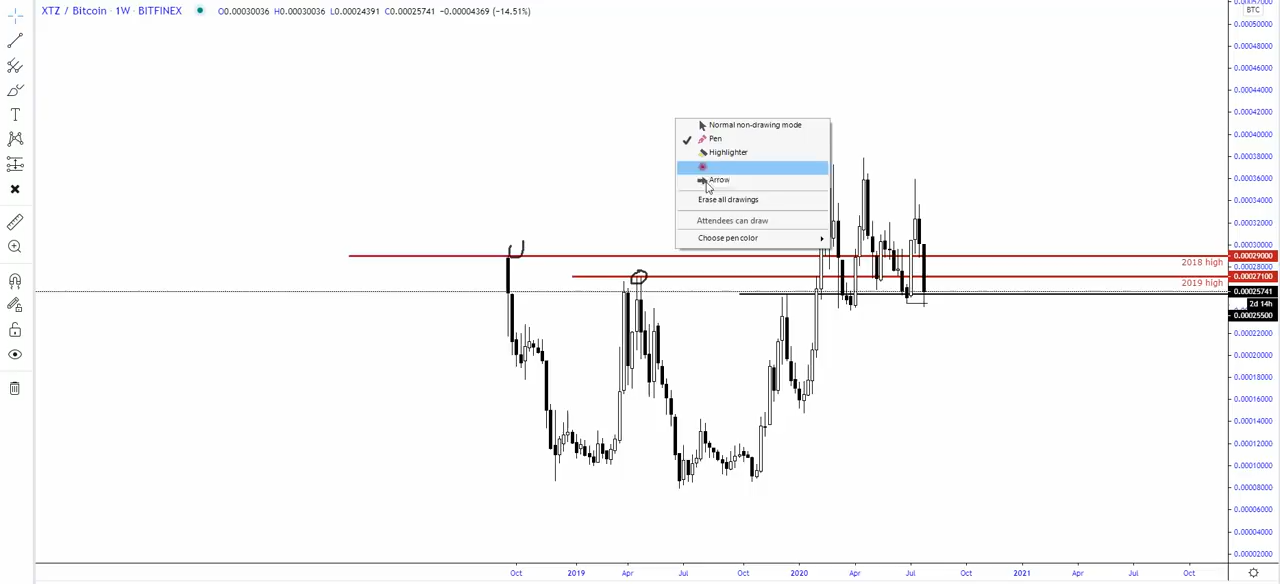 XTZ / Bitcoin · 1W · BITFINEX O0.00030036 H0.00030036 L0.00024391 C0.00025741 −0.00004369 (−14.51%)
BTC
0.00050000
0.00048000
0.00046000
0.00044000
0.00042000
0.00040000
0.00038000
0.00036000
0.00034000
0.00032000
0.00030000
0.00029000
0.00028000
0.00027100
0.00025741
2d 14h
0.00025500
0.00022000
0.00020000
0.00018000
0.00016000
0.00014000
0.00012000
0.00010000
0.00008000
0.00006000
0.00004000
0.00002000
Normal non-drawing mode
Pen
Highlighter
Arrow
Erase all drawings
Attendees can draw
Choose pen color
2018 high
2019 high
Oct 2019 Apr Jul Oct 2020 Apr Jul Oct 2021 Apr Jul Oct